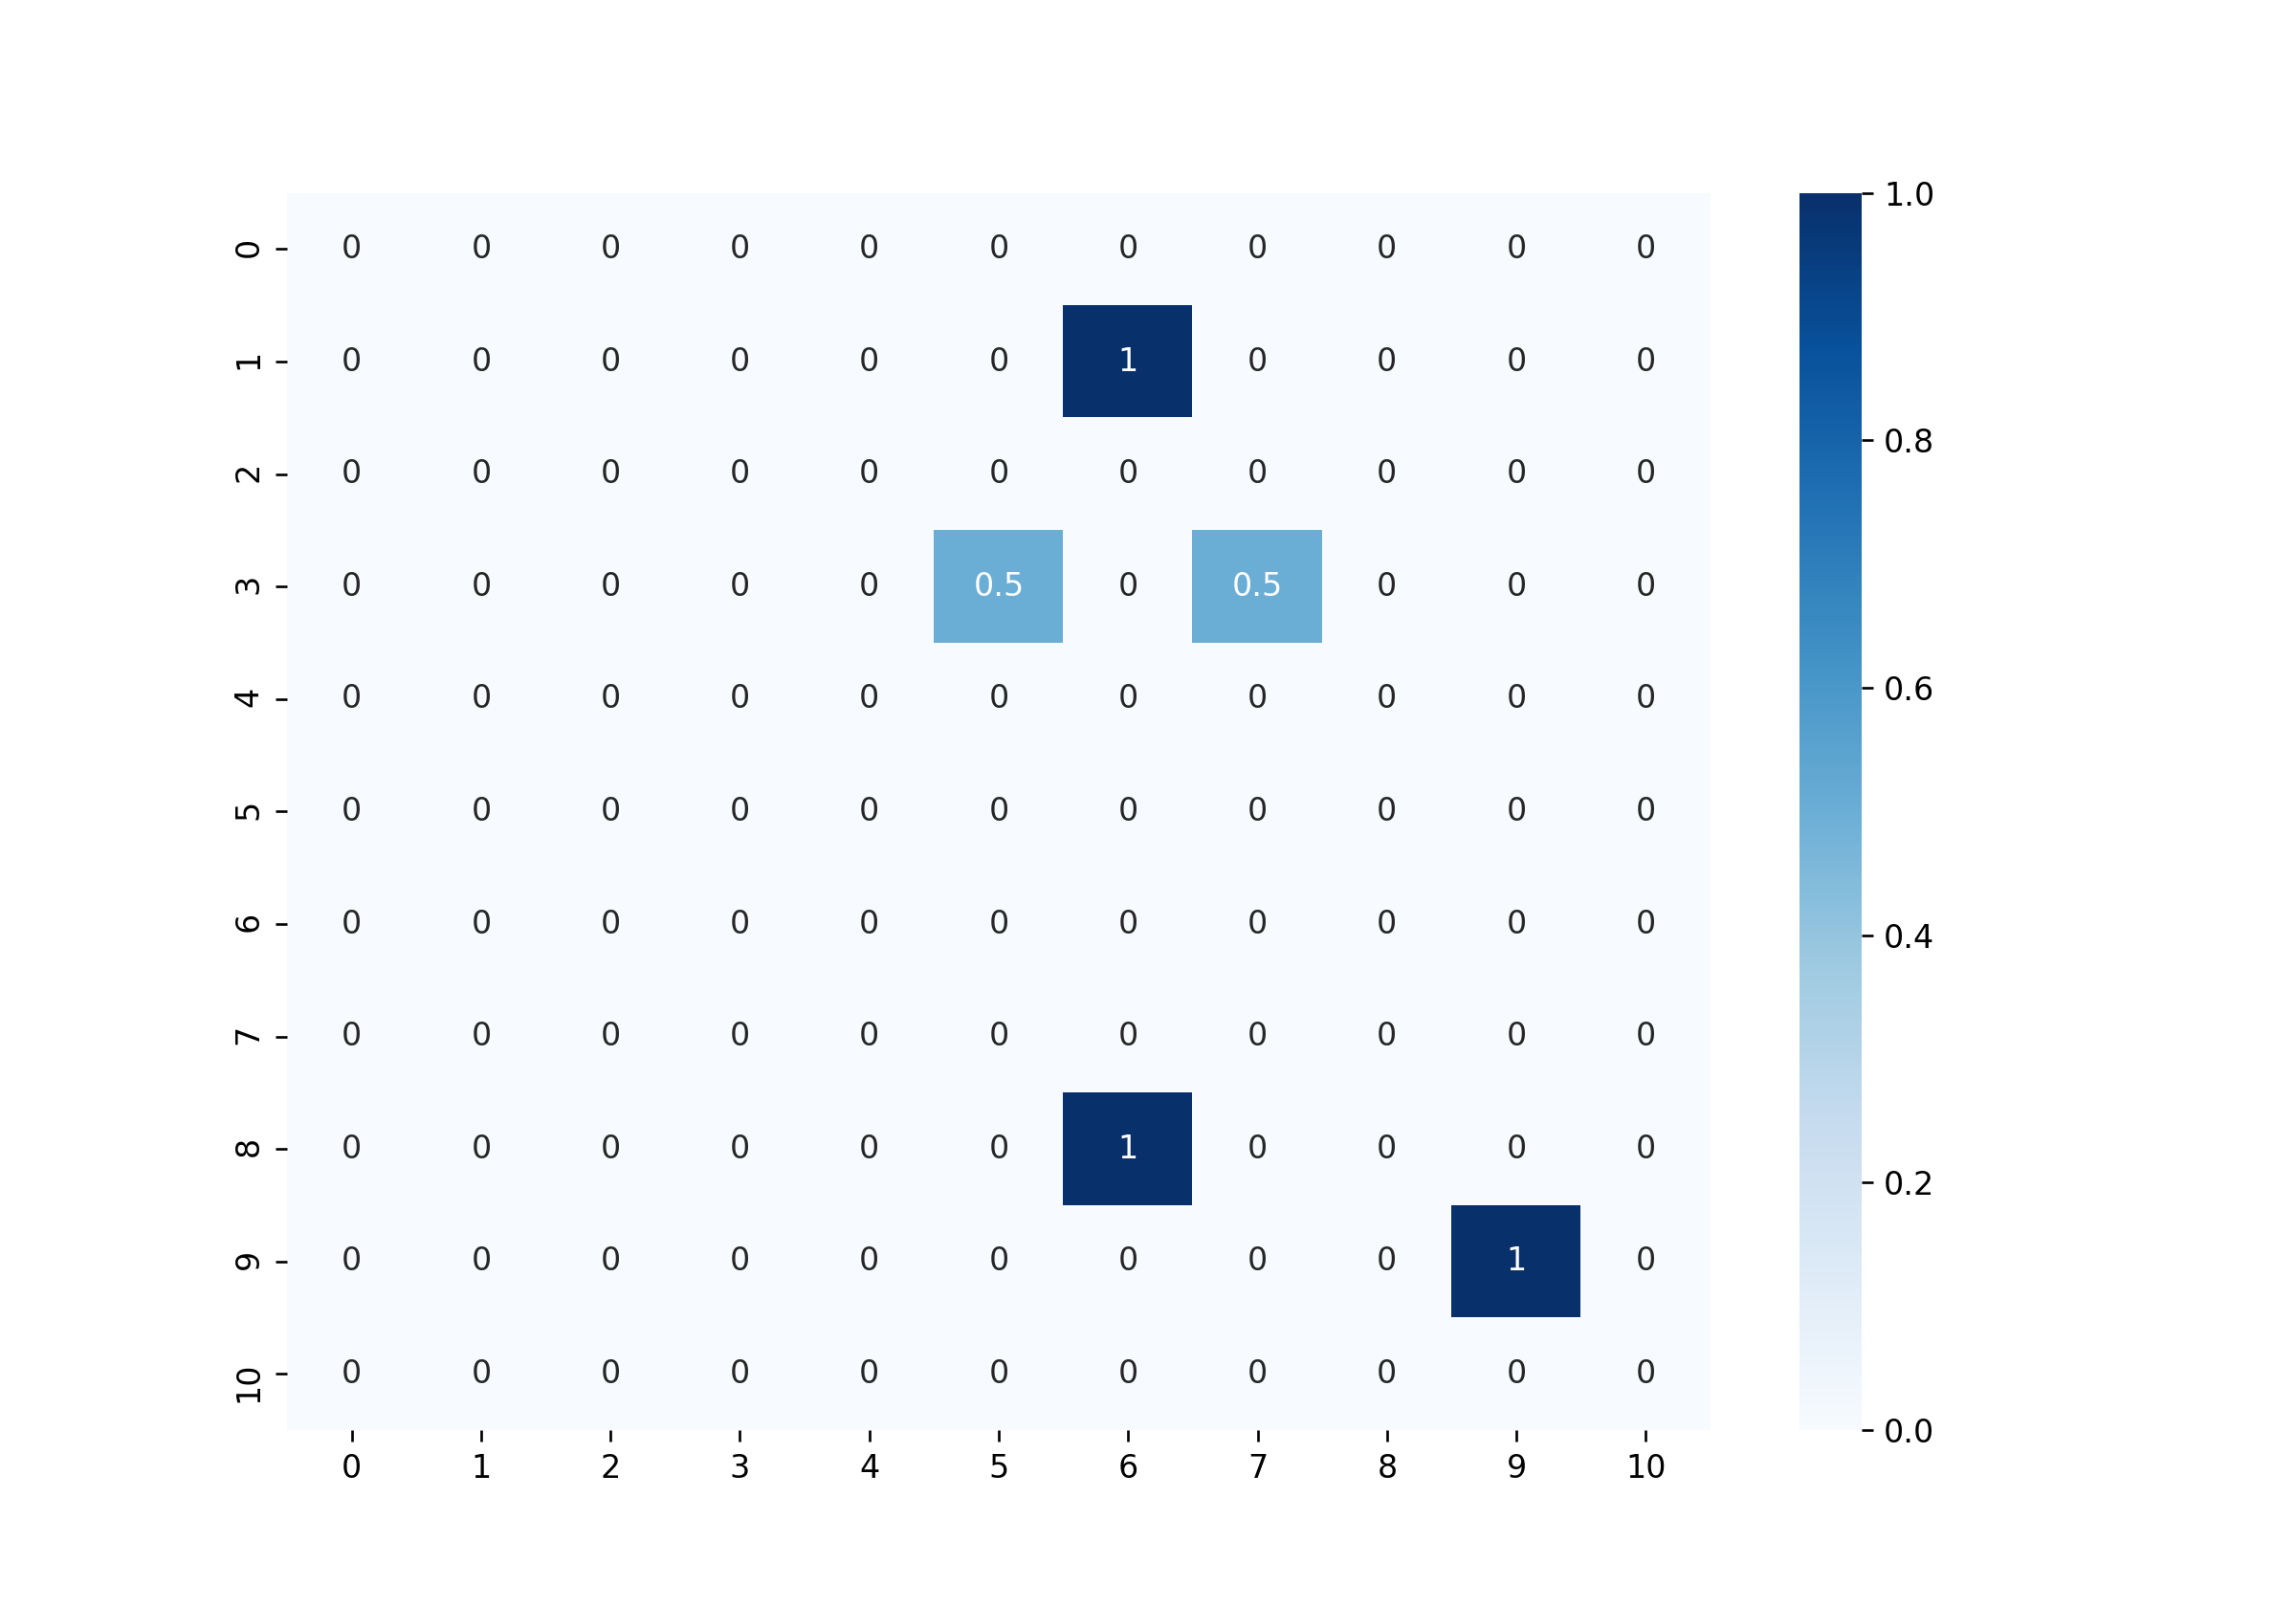 1.0
0 0 0 0 0 0 0 0 0 0 0 0
1 0 0 0 0 0 0 1 0 0 0 0
0.8
2 0 0 0 0 0 0 0 0 0 0 0
3 0 0 0 0 0 0.5 0 0.5 0 0 0
0.6
4 0 0 0 0 0 0 0 0 0 0 0
5 0 0 0 0 0 0 0 0 0 0 0
6 0 0 0 0 0 0 0 0 0 0 0
0.4
7 0 0 0 0 0 0 0 0 0 0 0
8 0 0 0 0 0 0 1 0 0 0 0
0.2
9 0 0 0 0 0 0 0 0 0 1 0
10 0 0 0 0 0 0 0 0 0 0 0
0.0
0 1 2 3 4 5 6 7 8 9 10